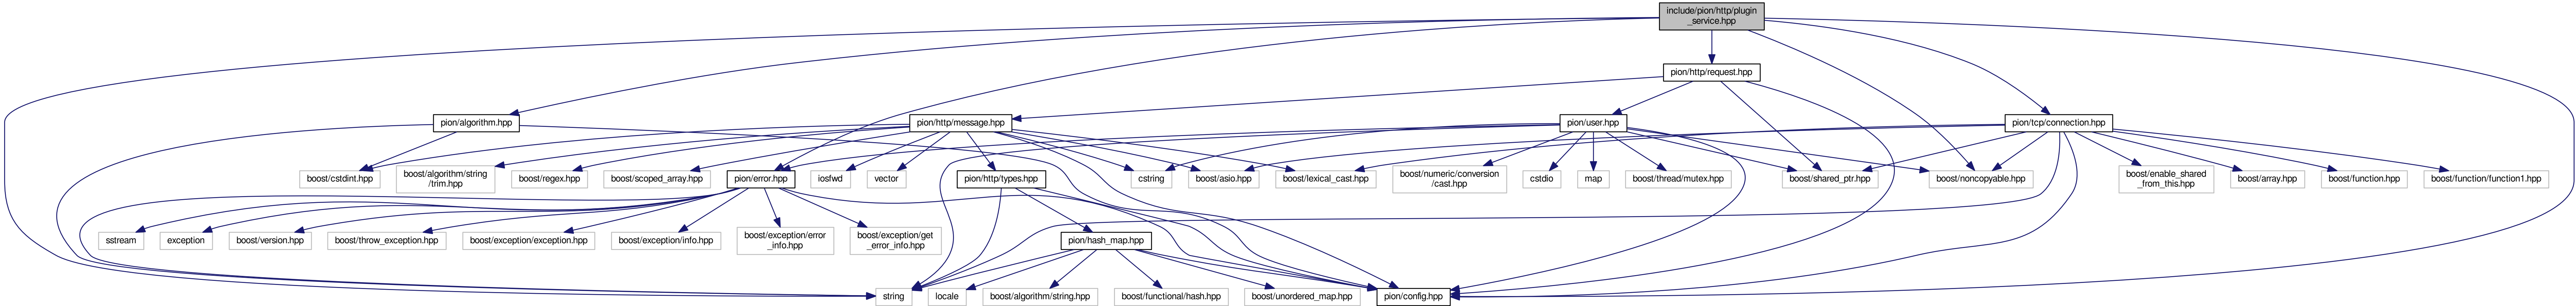 include/pion/http/plugin
_service.hpp
pion/http/request.hpp
pion/algorithm.hpp
pion/http/message.hpp
pion/user.hpp
pion/tcp/connection.hpp
boost/cstdint.hpp
boost/algorithm/string
/trim.hpp
boost/regex.hpp
boost/scoped_array.hpp
pion/error.hpp
iosfwd
vector
pion/http/types.hpp
cstring
boost/asio.hpp
boost/lexical_cast.hpp
boost/numeric/conversion
/cast.hpp
cstdio
map
boost/thread/mutex.hpp
boost/shared_ptr.hpp
boost/noncopyable.hpp
boost/enable_shared
_from_this.hpp
boost/array.hpp
boost/function.hpp
boost/function/function1.hpp
sstream
exception
boost/version.hpp
boost/throw_exception.hpp
boost/exception/exception.hpp
boost/exception/info.hpp
boost/exception/error
_info.hpp
boost/exception/get
_error_info.hpp
pion/hash_map.hpp
string
locale
boost/algorithm/string.hpp
boost/functional/hash.hpp
boost/unordered_map.hpp
pion/config.hpp